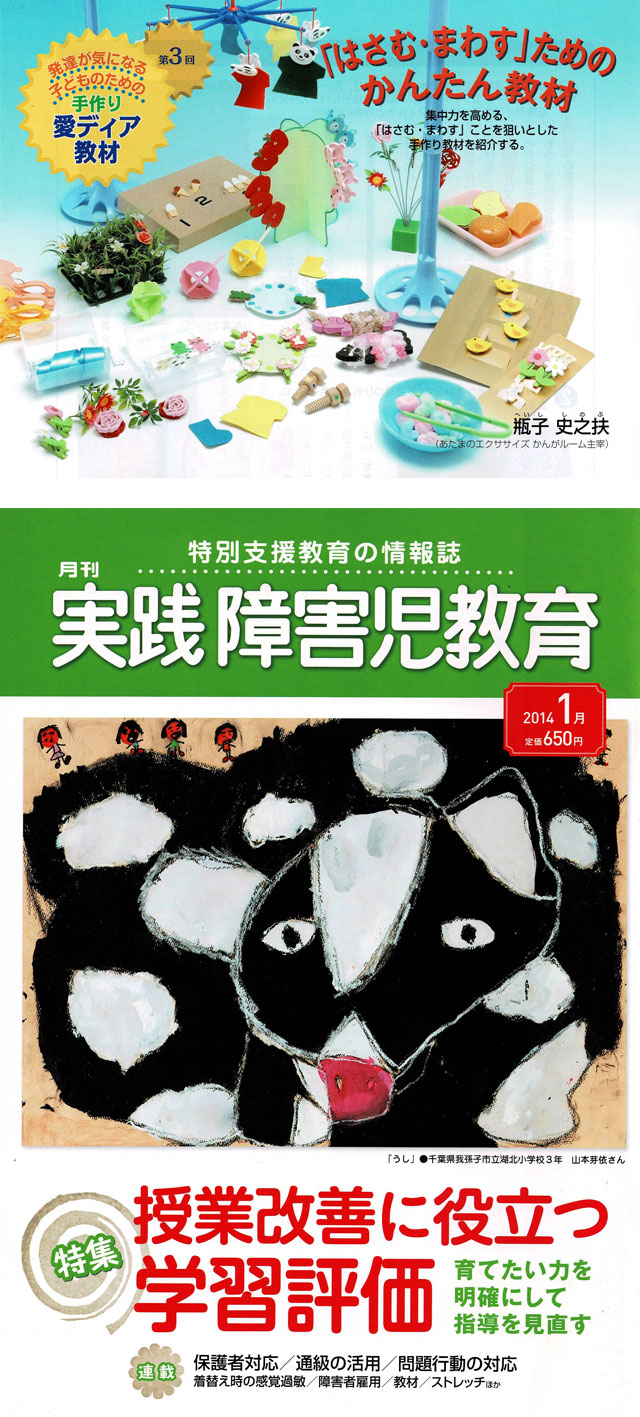 発達が気になる
子どものための
手作り
愛ディア
教材
第3回
「はさむ・まわす」ための
かんたん教材
集中力を高める、
「はさむ・まわす」ことを狙いとした
手作り教材を紹介する。
1 2
へいし しのぶ
瓶子 史之扶
(あたまのエクササイズ かんがルーム主宰)
特別支援教育の情報誌
月刊
実践 障害児教育
2014 1月
定価650円
「うし」●千葉県我孫子市立湖北小学校3年 山本芽依さん
特集
授業改善に役立つ
学習評価
育てたい力を
明確にして
指導を見直す
連載
保護者対応／通級の活用／問題行動の対応
着替え時の感覚過敏／障害者雇用／教材／ストレッチほか